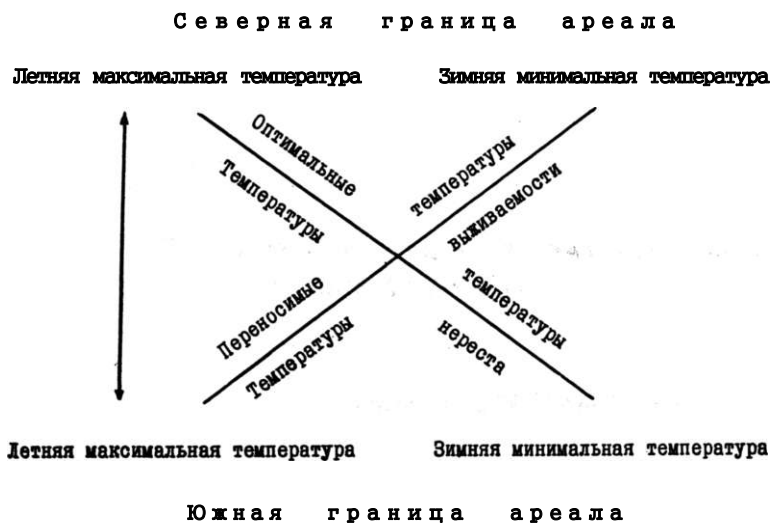 Северная граница ареала
Летняя максимальная температура Зимняя минимальная температура
Оптимальные температуры
Температуры выживаемости
Переносимые температуры
Температуры нереста
Летняя максимальная температура Зимняя минимальная температура
Южная граница ареала